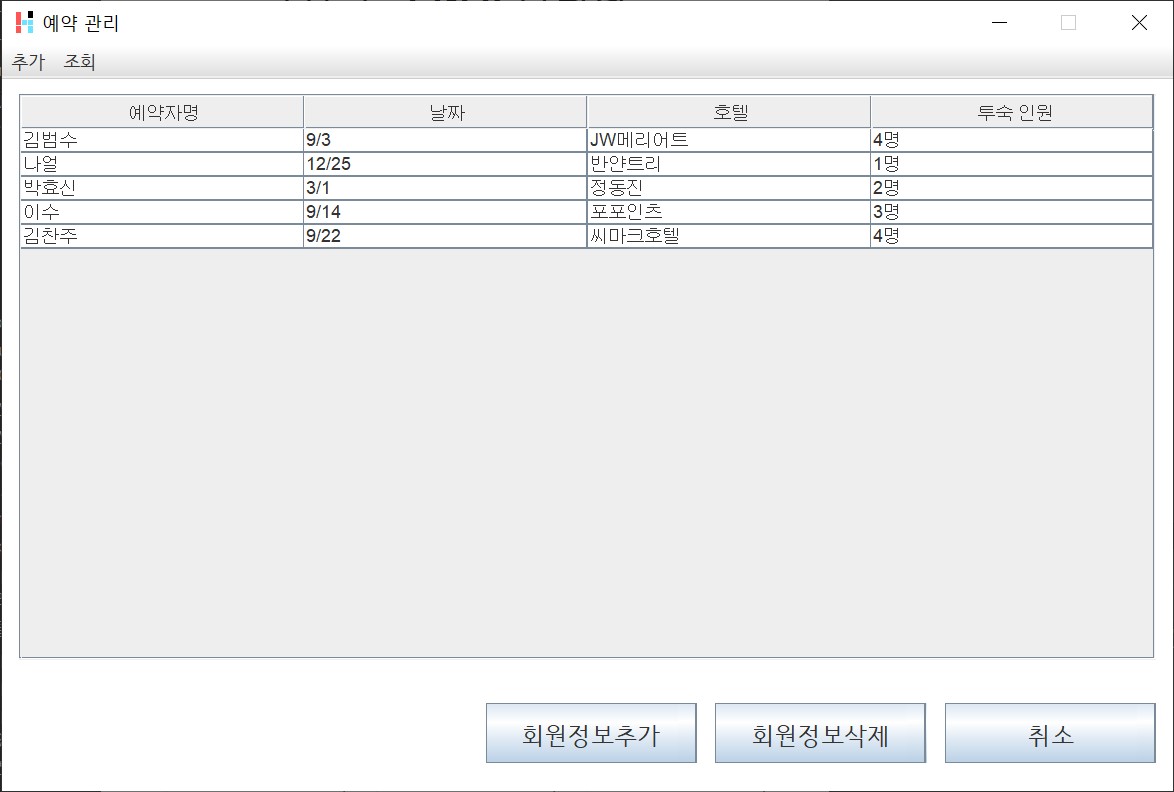 예약 관리
추가 조회
예약자명 날짜 호텔 투숙 인원
김범수 9/3 JW메리어트 4명
나얼 12/25 반얀트리 1명
박효신 3/1 정동진 2명
이수 9/14 포포인츠 3명
김찬주 9/22 씨마크호텔 4명
회원정보추가 회원정보삭제 취소